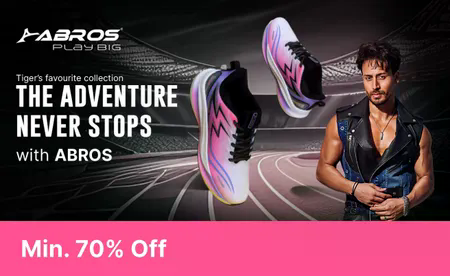 ABROS
PLAY BIG
Tiger's favourite collection
THE ADVENTURE
NEVER STOPS
with ABROS
Min. 70% Off